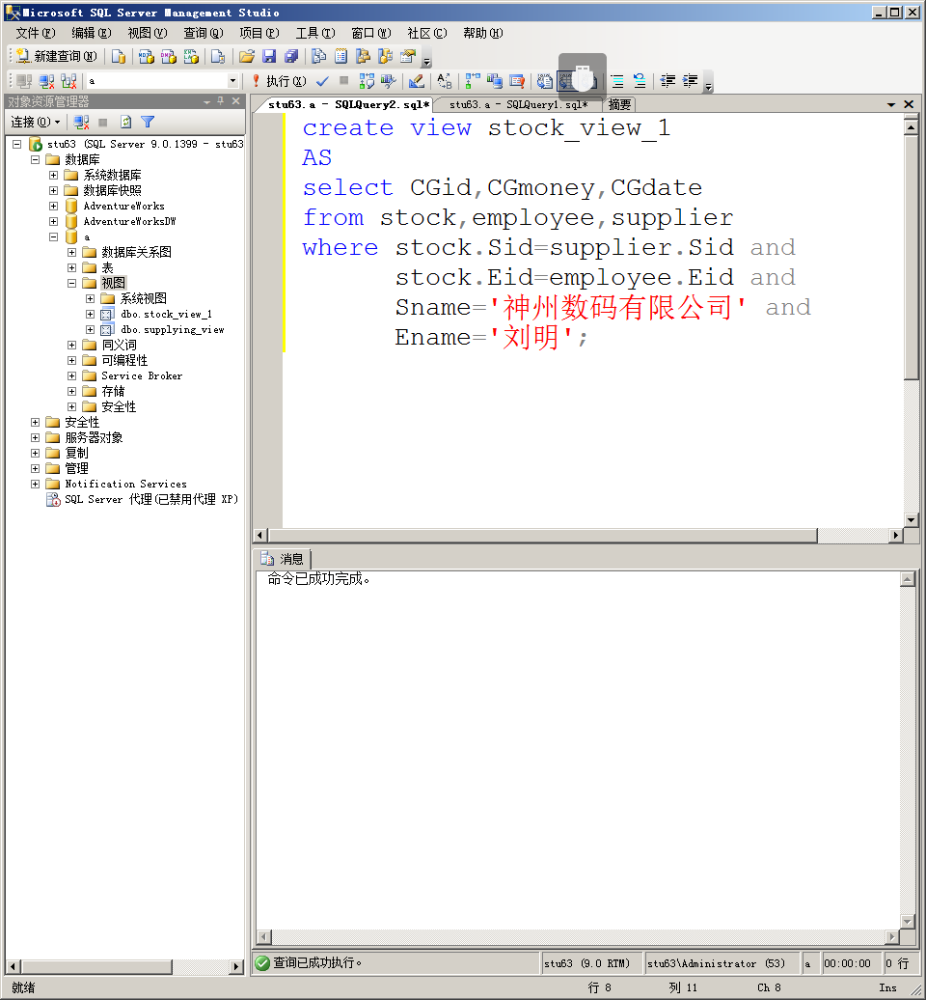 Microsoft SQL Server Management Studio
文件(F) 编辑(E) 视图(V) 查询(Q) 项目(P) 工具(T) 窗口(W) 社区(C) 帮助(H)
新建查询(N)
a 执行(X)
对象资源管理器
连接(O)
stu63 (SQL Server 9.0.1399 - stu63
数据库
系统数据库
数据库快照
AdventureWorks
AdventureWorksDW
a
数据库关系图
表
视图
系统视图
dbo.stock_view_1
dbo.supplying_view
同义词
可编程性
Service Broker
存储
安全性
安全性
服务器对象
复制
管理
Notification Services
SQL Server 代理(已禁用代理 XP)
stu63.a - SQLQuery2.sql* stu63.a - SQLQuery1.sql* 摘要
create view stock_view_1
AS
select CGid,CGmoney,CGdate
from stock,employee,supplier
where stock.Sid=supplier.Sid and
stock.Eid=employee.Eid and
Sname='神州数码有限公司' and
Ename='刘明';
消息
命令已成功完成。
查询已成功执行。 stu63 (9.0 RTM) stu63\Administrator (53) a 00:00:00 0 行
就绪 行 8 列 11 Ch 8 Ins